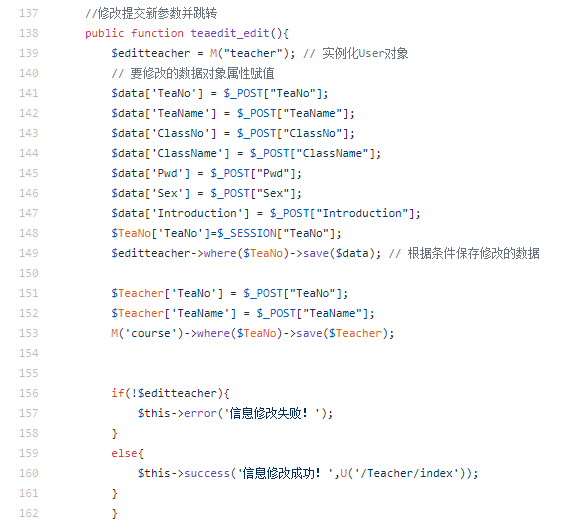 137 //修改提交新参数并跳转
138 public function teaedit_edit(){
139 $editteacher = M("teacher"); // 实例化User对象
140 // 要修改的数据对象属性赋值
141 $data['TeaNo'] = $_POST["TeaNo"];
142 $data['TeaName'] = $_POST["TeaName"];
143 $data['ClassNo'] = $_POST["ClassNo"];
144 $data['ClassName'] = $_POST["ClassName"];
145 $data['Pwd'] = $_POST["Pwd"];
146 $data['Sex'] = $_POST["Sex"];
147 $data['Introduction'] = $_POST["Introduction"];
148 $TeaNo['TeaNo']=$_SESSION["TeaNo"];
149 $editteacher->where($TeaNo)->save($data); // 根据条件保存修改的数据
150
151 $Teacher['TeaNo'] = $_POST["TeaNo"];
152 $Teacher['TeaName'] = $_POST["TeaName"];
153 M('course')->where($TeaNo)->save($Teacher);
154
155
156 if(!$editteacher){
157 $this->error('信息修改失败！');
158 }
159 else{
160 $this->success('信息修改成功！',U('/Teacher/index'));
161 }
162 }